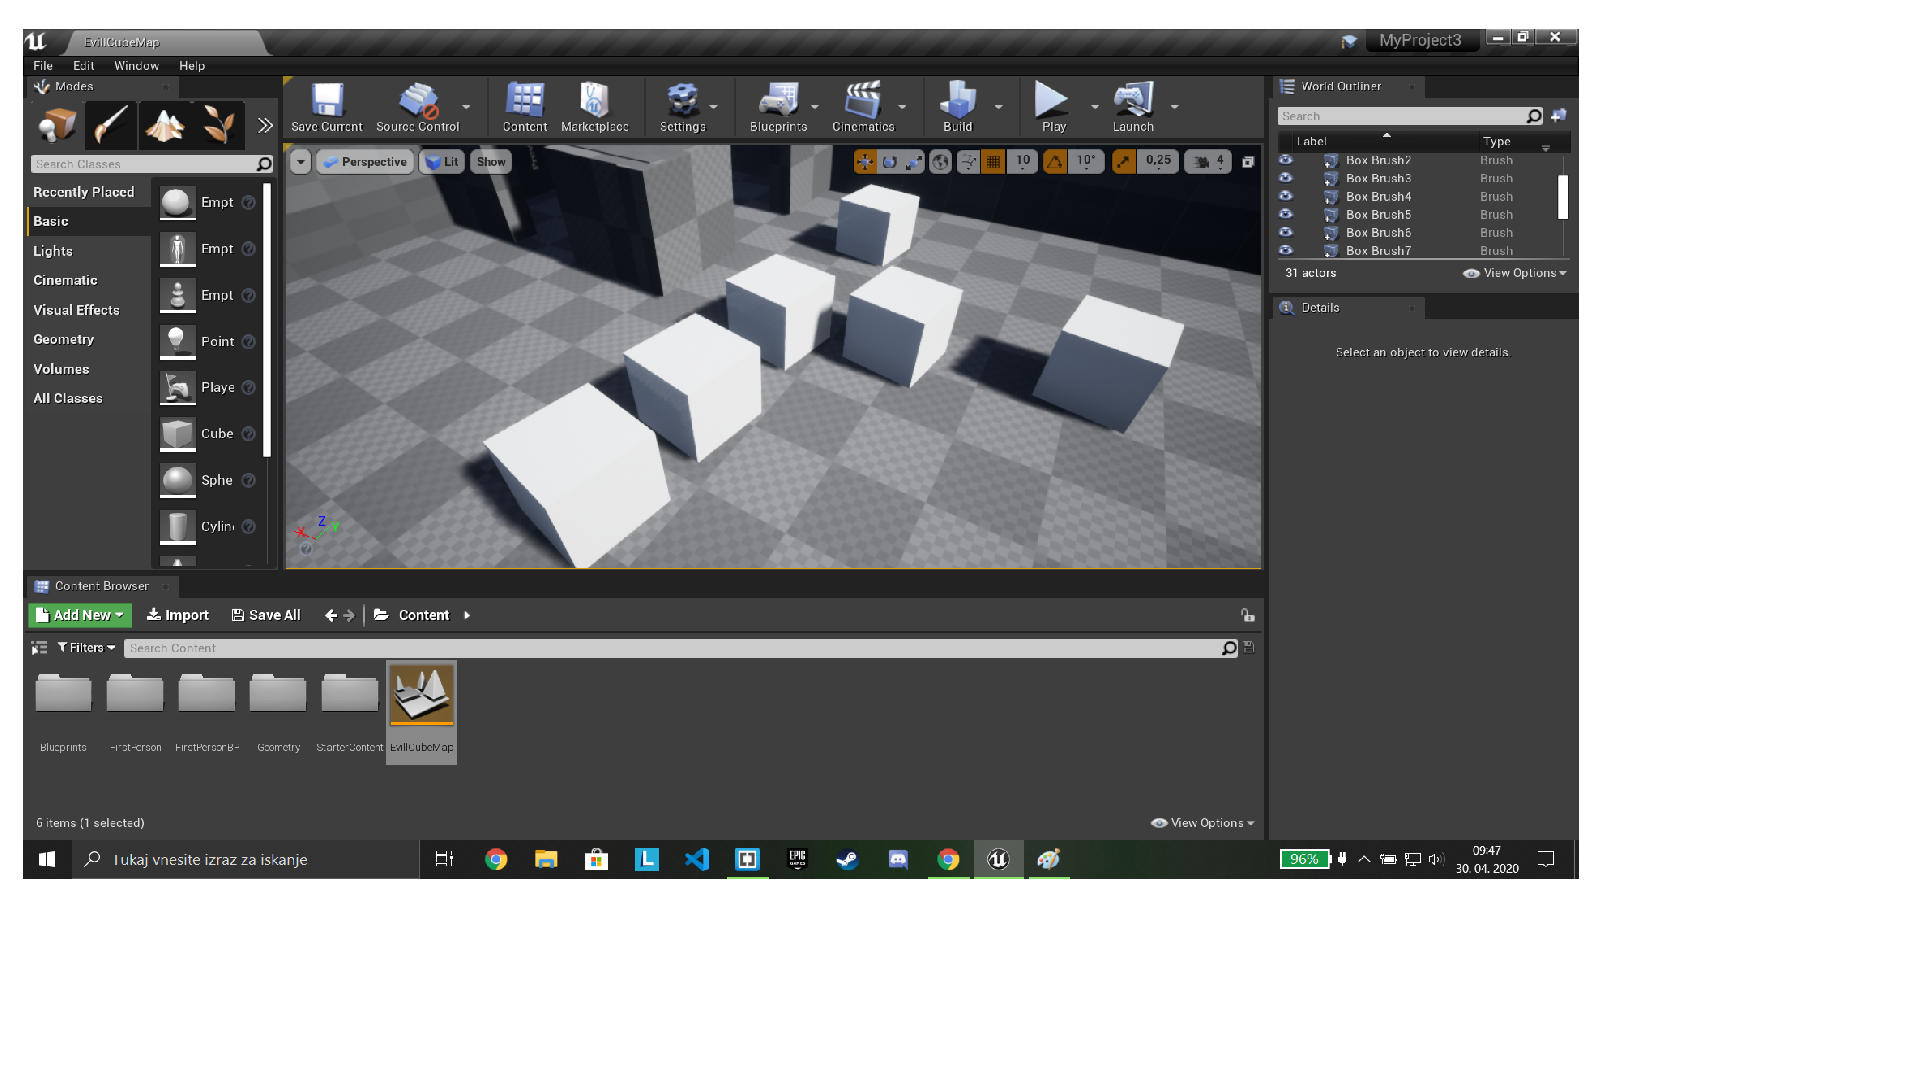 EvillCubeMap
MyProject3
File Edit Window Help
Modes
Search Classes
Recently Placed
Basic
Lights
Cinematic
Visual Effects
Geometry
Volumes
All Classes
Empt
Empt
Empt
Point
Playe
Cube
Sphe
Cylin
Save Current Source Control Content Marketplace Settings Blueprints Cinematics Build Play Launch
Perspective Lit Show
10 10° 0,25 4
Z
X Y
World Outliner
Search
Label Type
Box Brush2 Brush
Box Brush3 Brush
Box Brush4 Brush
Box Brush5 Brush
Box Brush6 Brush
Box Brush7 Brush
31 actors View Options
Details
Select an object to view details.
Content Browser
Add New Import Save All Content
Filters Search Content
Blueprints FirstPerson FirstPersonBP Geometry StarterContent EvillCubeMap
6 items (1 selected) View Options
Tukaj vnesite izraz za iskanje
L
EPIC
GAMES
96%
09:47
30. 04. 2020